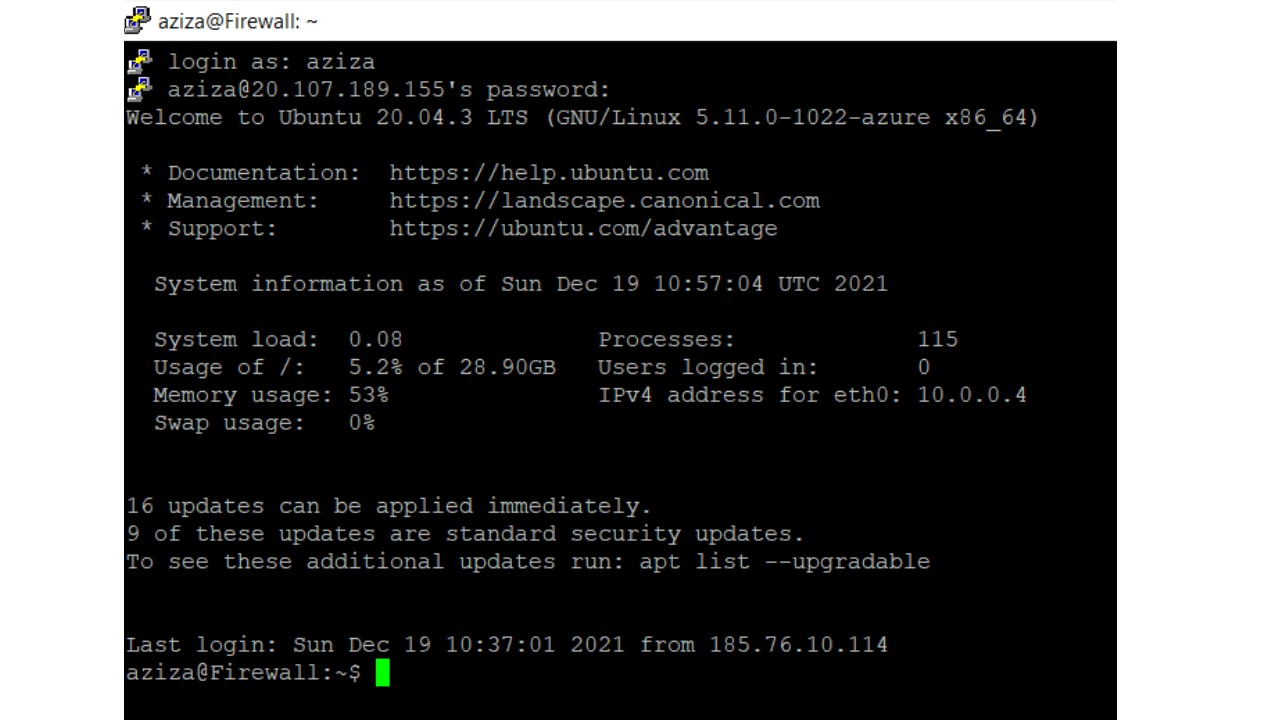 aziza@Firewall: ~
login as: aziza
aziza@20.107.189.155's password:
Welcome to Ubuntu 20.04.3 LTS (GNU/Linux 5.11.0-1022-azure x86_64)
* Documentation:  https://help.ubuntu.com
* Management:     https://landscape.canonical.com
* Support:        https://ubuntu.com/advantage
System information as of Sun Dec 19 10:57:04 UTC 2021
System load:  0.08              Processes:             115
Usage of /:   5.2% of 28.90GB   Users logged in:       0
Memory usage: 53%               IPv4 address for eth0: 10.0.0.4
Swap usage:   0%
16 updates can be applied immediately.
9 of these updates are standard security updates.
To see these additional updates run: apt list --upgradable
Last login: Sun Dec 19 10:37:01 2021 from 185.76.10.114
aziza@Firewall:~$